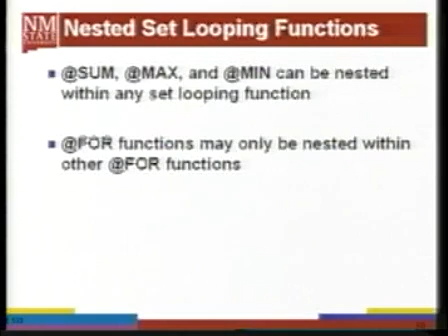 NM
STATE
Nested Set Looping Functions
@SUM, @MAX, and @MIN can be nested
within any set looping function
@FOR functions may only be nested within
other @FOR functions